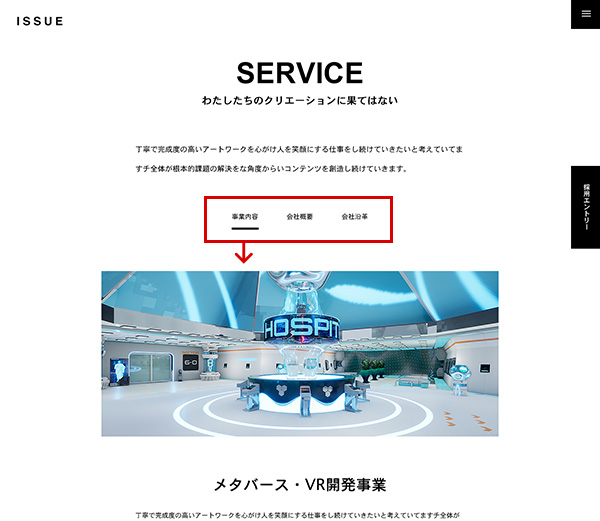 ISSUE
SERVICE
わたしたちのクリエーションに果てはない
丁寧で完成度の高いアートワークを心がけ人を笑顔にする仕事をし続けていきたいと考えていてま
すチ全体が根本的課題の解決をな角度からいコンテンツを創造し続けていきます。
事業内容
会社概要
会社沿革
採用エントリー
HOSPIT
G-0
メタバース・VR開発事業
丁寧で完成度の高いアートワークを心がけ人を笑顔にする仕事をし続けていきたいと考えていてますチ全体が